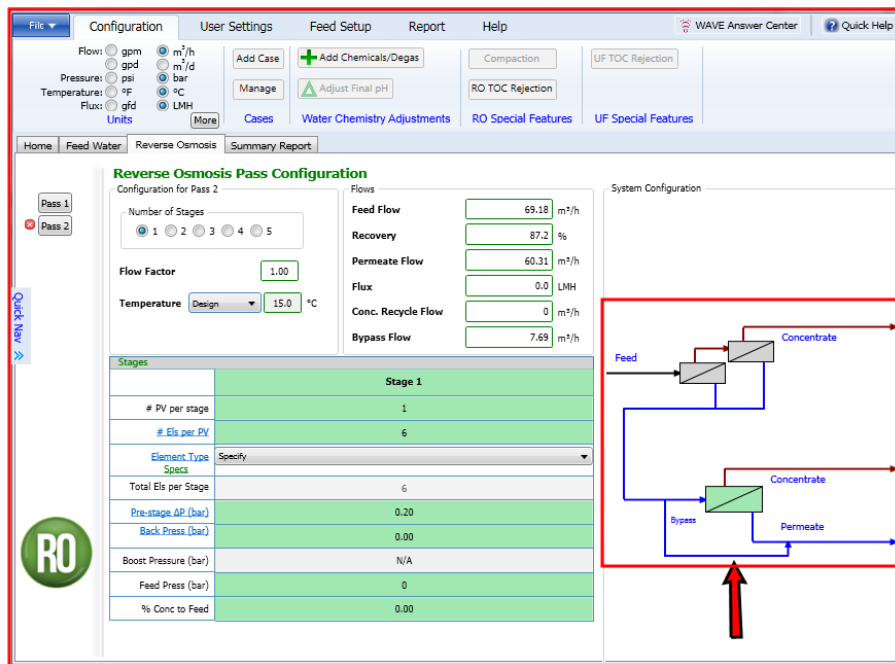 File Configuration User Settings Feed Setup Report Help WAVE Answer Center Quick Help
Flow: gpm m³/h
gpd m³/d
Pressure: psi bar
Temperature: ºF ºC
Flux: gfd LMH
Units More
Add Case
Manage
Cases
Add Chemicals/Degas
Adjust Final pH
Water Chemistry Adjustments
Compaction
RO TOC Rejection
RO Special Features
UF TOC Rejection
UF Special Features
Home Feed Water Reverse Osmosis Summary Report
Reverse Osmosis Pass Configuration
Pass 1
Pass 2
Quick Nav
Configuration for Pass 2
Number of Stages
1 2 3 4 5
Flow Factor 1.00
Temperature Design 15.0 ºC
Flows
Feed Flow 69.18 m³/h
Recovery 87.2 %
Permeate Flow 60.31 m³/h
Flux 0.0 LMH
Conc. Recycle Flow 0 m³/h
Bypass Flow 7.69 m³/h
System Configuration
Feed
Concentrate
Concentrate
Bypass
Permeate
Stages
Stage 1
# PV per stage 1
# Els per PV 6
Element Type Specify
Specs
Total Els per Stage 6
Pre-stage ΔP (bar) 0.20
Back Press (bar) 0.00
Boost Pressure (bar) N/A
Feed Press (bar) 0
% Conc to Feed 0.00
RO